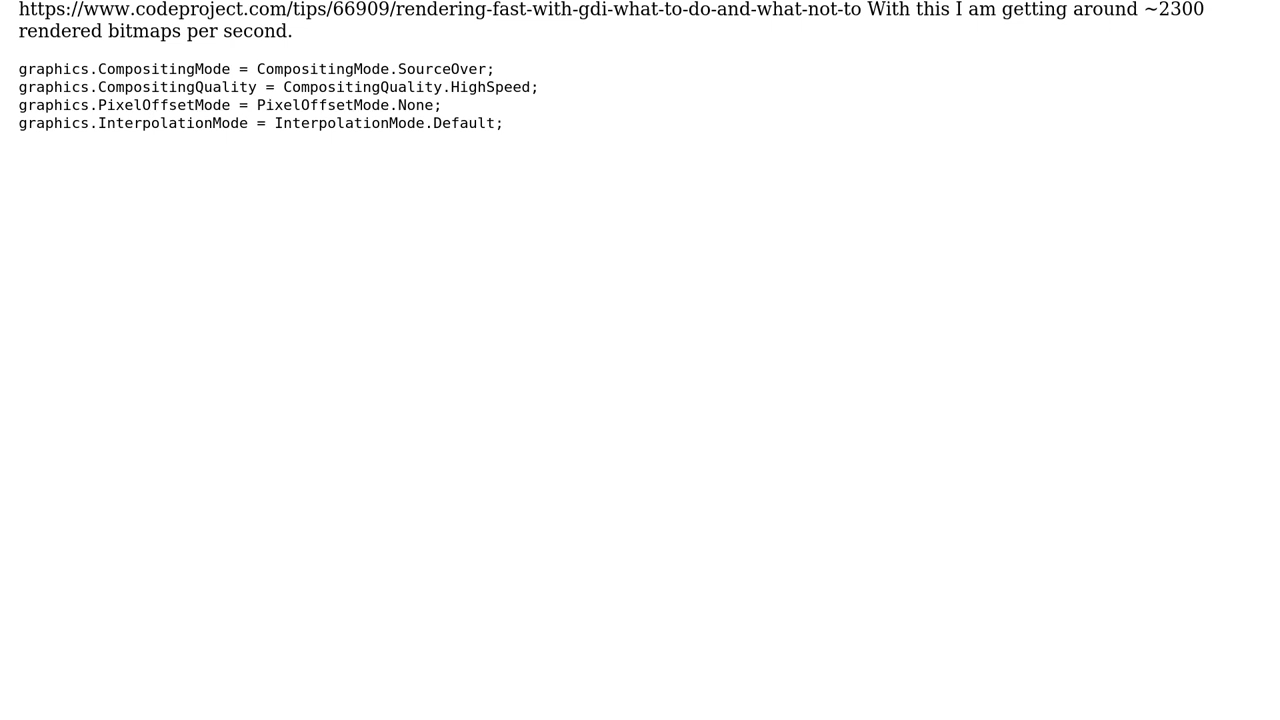 https://www.codeproject.com/tips/66909/rendering-fast-with-gdi-what-to-do-and-what-not-to With this I am getting around ~2300
rendered bitmaps per second.
graphics.CompositingMode = CompositingMode.SourceOver;
graphics.CompositingQuality = CompositingQuality.HighSpeed;
graphics.PixelOffsetMode = PixelOffsetMode.None;
graphics.InterpolationMode = InterpolationMode.Default;